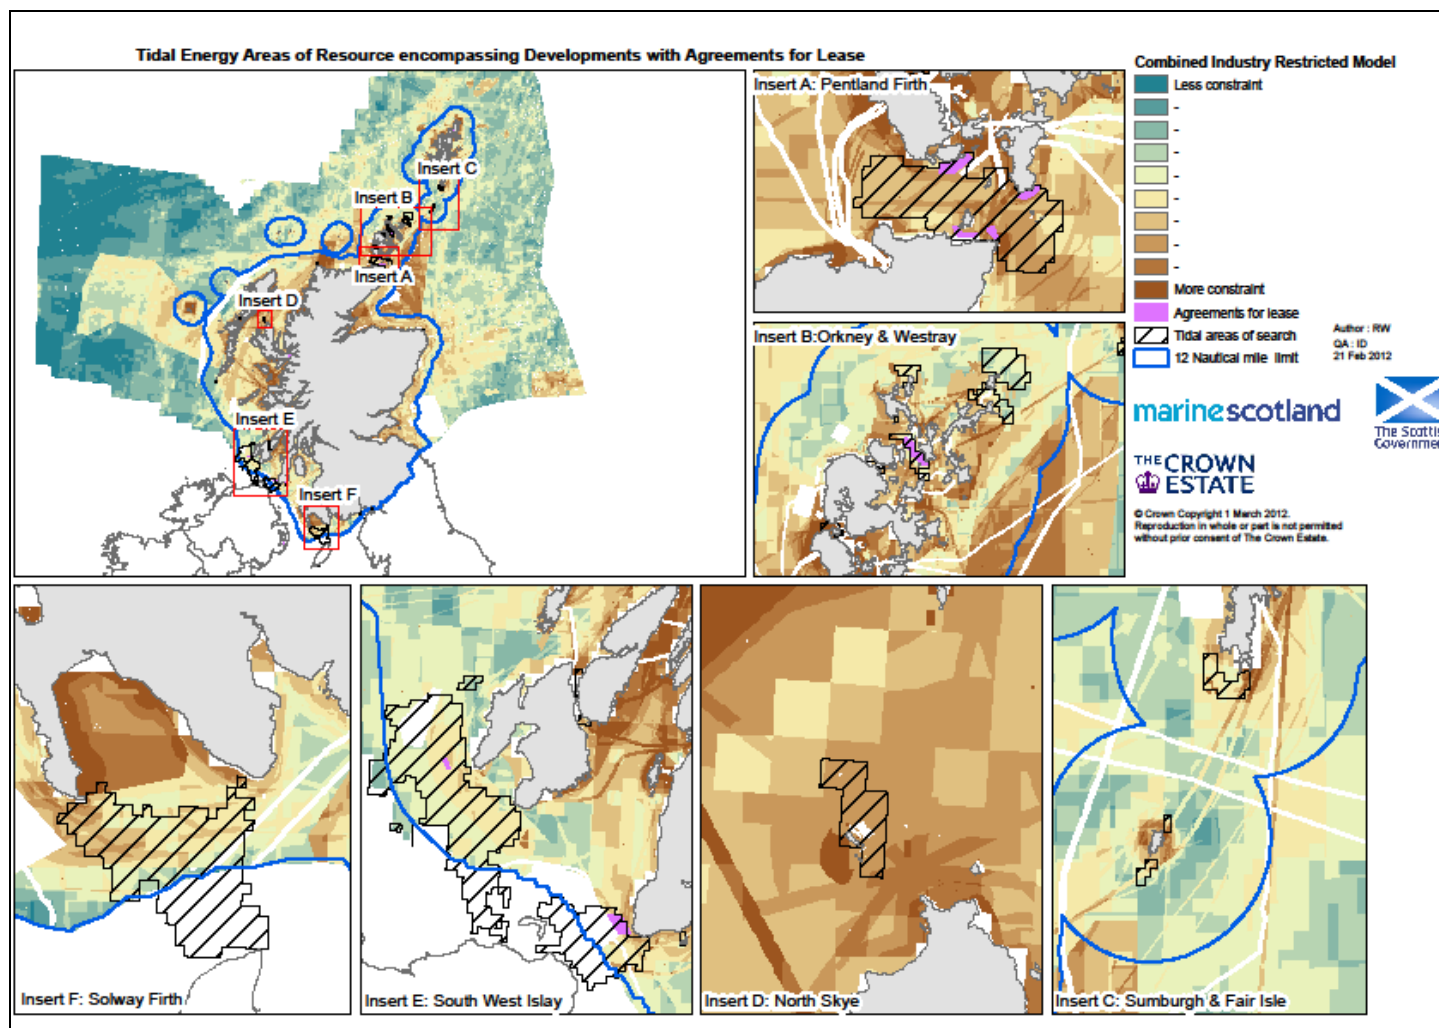 Tidal Energy Areas of Resource encompassing Developments with Agreements for Lease
Insert C
Insert B
Insert A
Insert D
Insert E
Insert F
Insert A: Pentland Firth
Insert B:Orkney & Westray
Combined Industry Restricted Model
Less constraint
-
-
-
-
-
-
-
-
More constraint
Agreements for lease
Tidal areas of search
12 Nautical mile limit
Author : RW
QA : ID
21 Feb 2012
marinescotland
The Scottis
Governme
THE CROWN
ESTATE
© Crown Copyright 1 March 2012.
Reproduction in whole or part is not permitted
without prior consent of The Crown Estate.
Insert F: Solway Firth
Insert E: South West Islay
Insert D: North Skye
Insert C: Sumburgh & Fair Isle